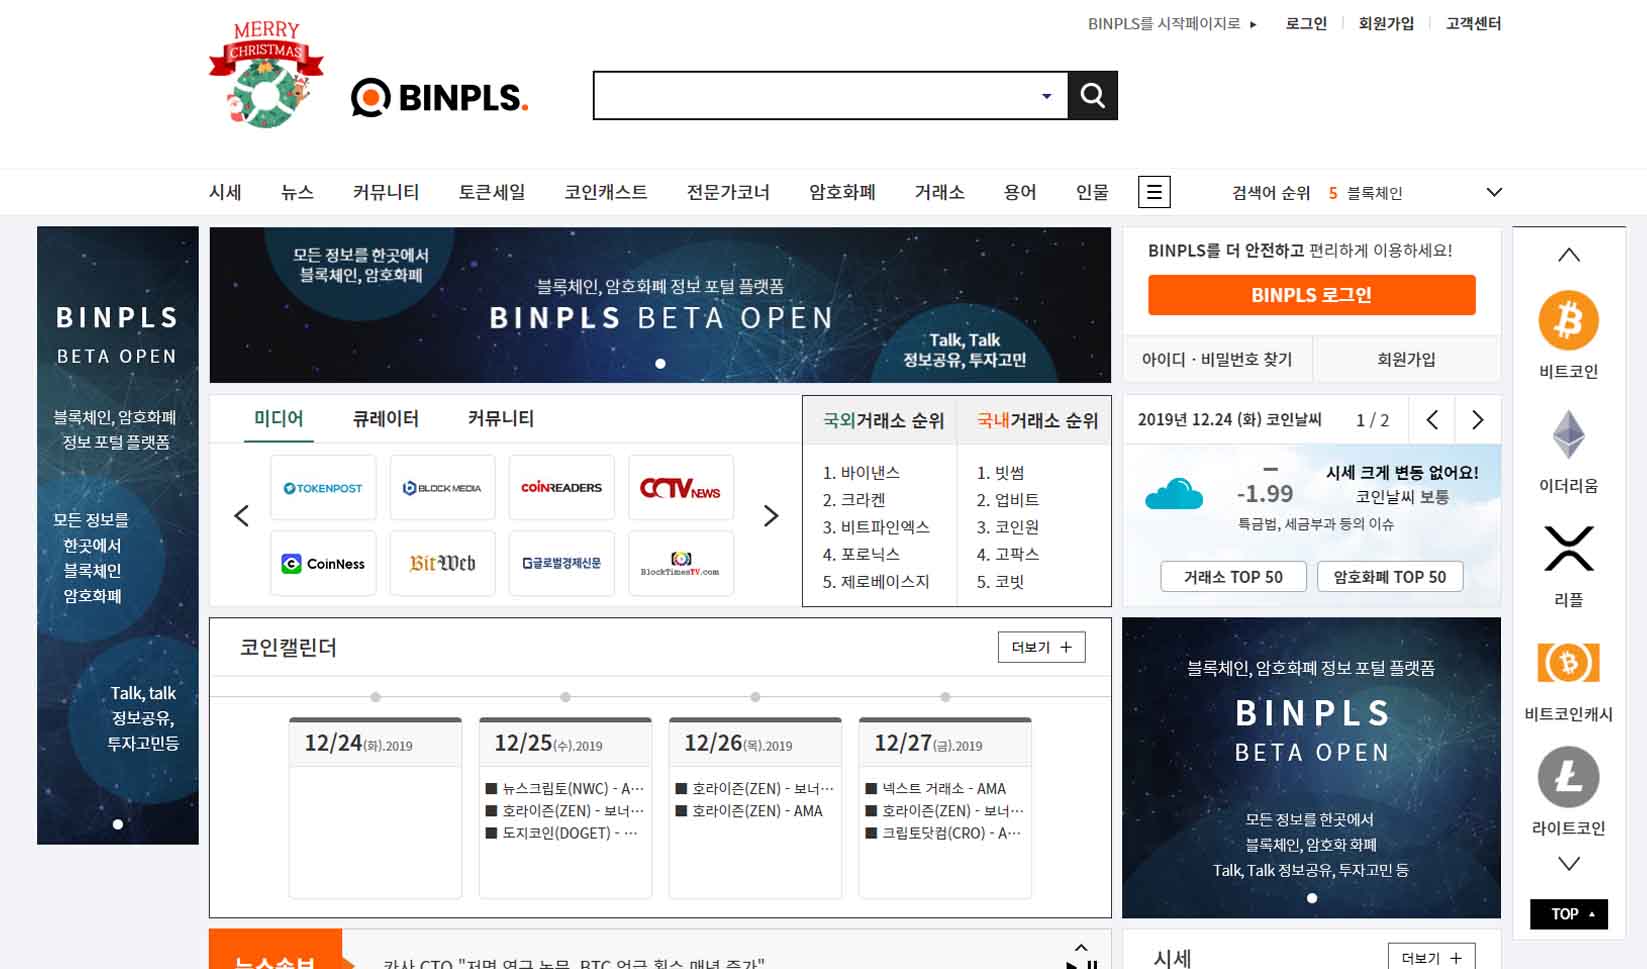 MERRY
CHRISTMAS
BINPLS.
BINPLS를 시작페이지로 ▸
로그인
회원가입
고객센터
시세
뉴스
커뮤니티
토큰세일
코인캐스트
전문가코너
암호화폐
거래소
용어
인물
검색어 순위 5 블록체인
BINPLS
BETA OPEN
블록체인, 암호화폐
정보 포털 플랫폼
모든 정보를
한곳에서
블록체인
암호화폐
Talk, talk
정보공유,
투자고민등
모든 정보를 한곳에서
블록체인, 암호화폐
블록체인, 암호화폐 정보 포털 플랫폼
BINPLS BETA OPEN
Talk, Talk
정보공유, 투자고민
BINPLS를 더 안전하고 편리하게 이용하세요!
BINPLS 로그인
아이디 · 비밀번호 찾기
회원가입
미디어
큐레이터
커뮤니티
TOKENPOST
BLOCK MEDIA
COINREADERS
CCTV NEWS
CoinNess
BitWeb
글로벌경제신문
BlockTimesTV.com
국외거래소 순위
1. 바이낸스
2. 크라켄
3. 비트파인엑스
4. 포로닉스
5. 제로베이스지
국내거래소 순위
1. 빗썸
2. 업비트
3. 코인원
4. 고팍스
5. 코빗
2019년 12.24 (화) 코인날씨
1 / 2
-1.99
시세 크게 변동 없어요!
코인날씨 보통
특금법, 세금부과 등의 이슈
거래소 TOP 50
암호화폐 TOP 50
코인캘린더
더보기 +
12/24(화).2019
12/25(수).2019
■ 뉴스크립토(NWC) - A…
■ 호라이즌(ZEN) - 보너…
■ 도지코인(DOGET) - …
12/26(목).2019
■ 호라이즌(ZEN) - 보너…
■ 호라이즌(ZEN) - AMA
12/27(금).2019
■ 넥스트 거래소 - AMA
■ 호라이즌(ZEN) - 보너…
■ 크립토닷컴(CRO) - A…
블록체인, 암호화폐 정보 포털 플랫폼
BINPLS
BETA OPEN
모든 정보를 한곳에서
블록체인, 암호화 화폐
Talk, Talk 정보공유, 투자고민 등
비트코인
이더리움
리플
비트코인캐시
라이트코인
TOP
뉴스속보
카사 CTO "저명 연구 논문, BTC 언급 횟수 매년 증가"
시세
더보기 +